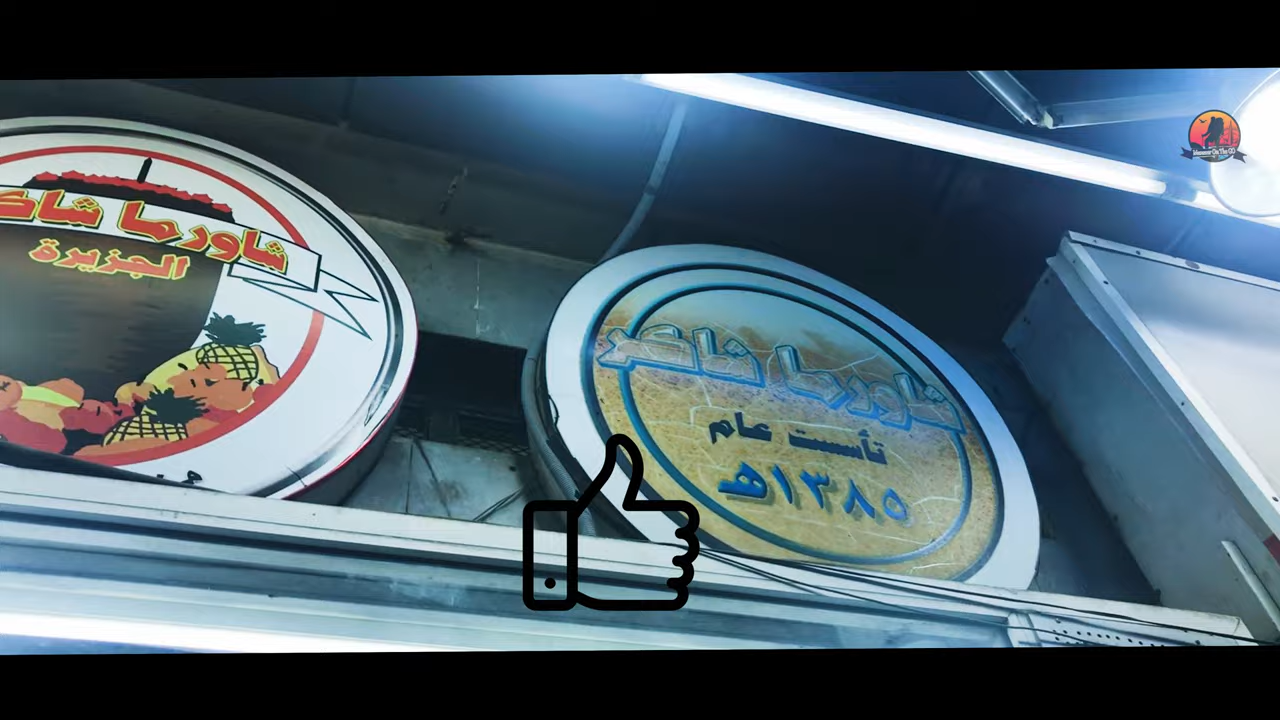 شاورما شاكر
الجزيرة
شاورما شاكر
تأسست عام
١٣٨٥هـ